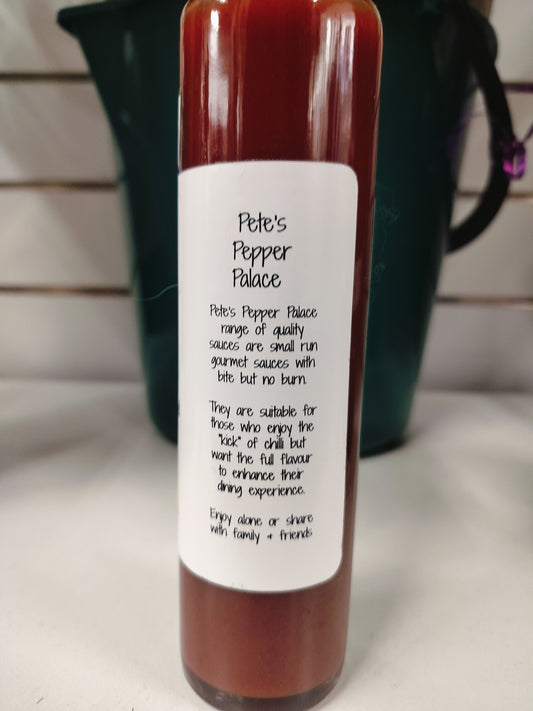 Pete's
Pepper
Palace
Pete's Pepper Palace
range of quality
sauces are small run
gourmet sauces with
bite but no burn.
They are suitable for
those who enjoy the
"kick" of chilli but
want the full flavour
to enhance their
dining experience.
Enjoy alone or share
with family + friends